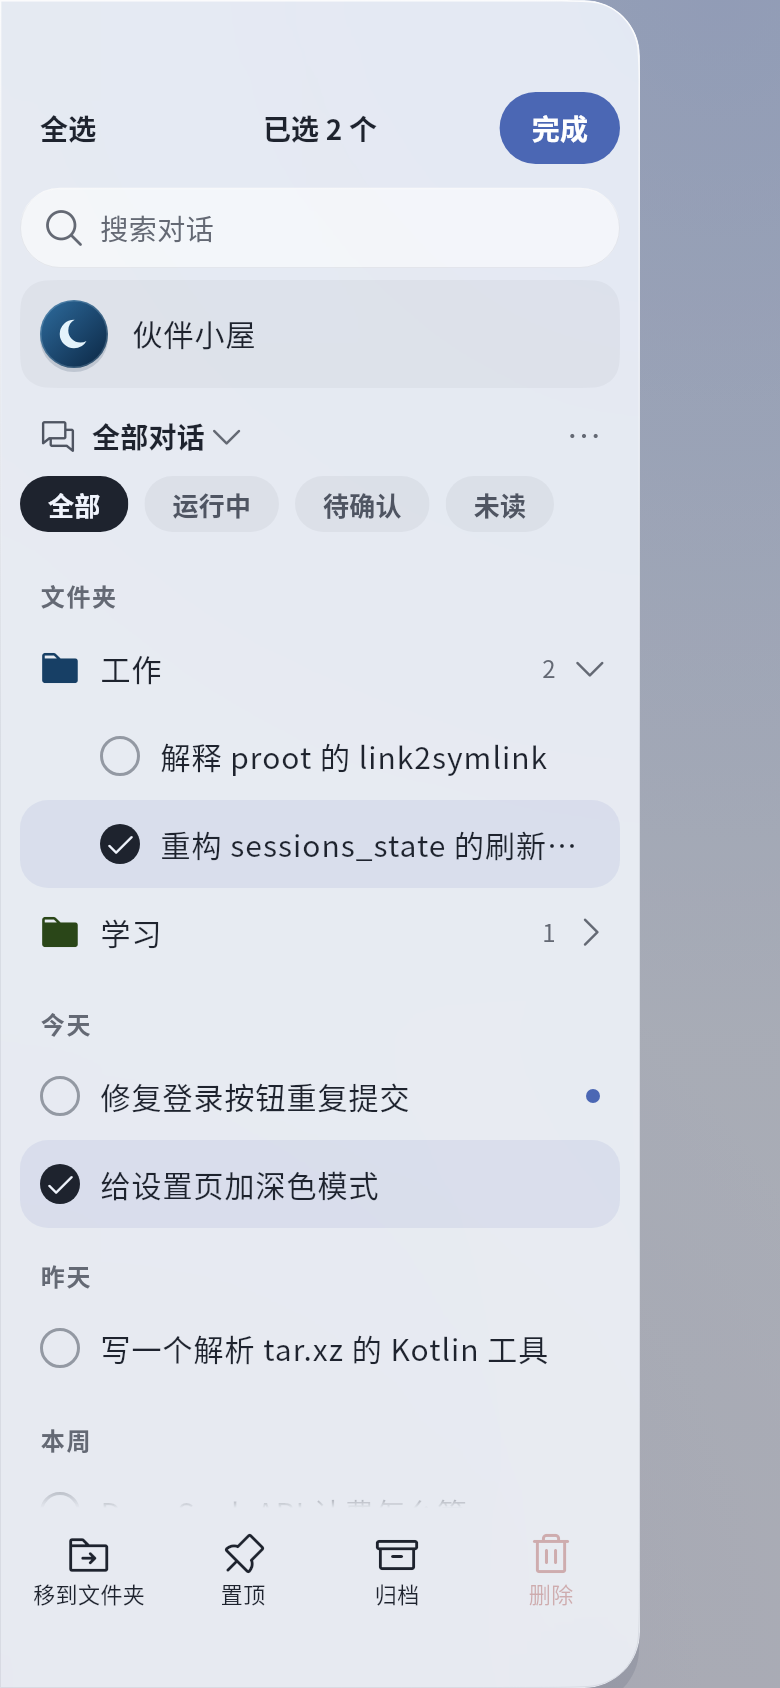 全选
已选 2 个
完成
搜索对话
伙伴小屋
全部对话
全部
运行中
待确认
未读
文件夹
工作
2
解释 proot 的 link2symlink
重构 sessions_state 的刷新…
学习
1
今天
修复登录按钮重复提交
给设置页加深色模式
昨天
写一个解析 tar.xz 的 Kotlin 工具
本周
移到文件夹
置顶
归档
删除